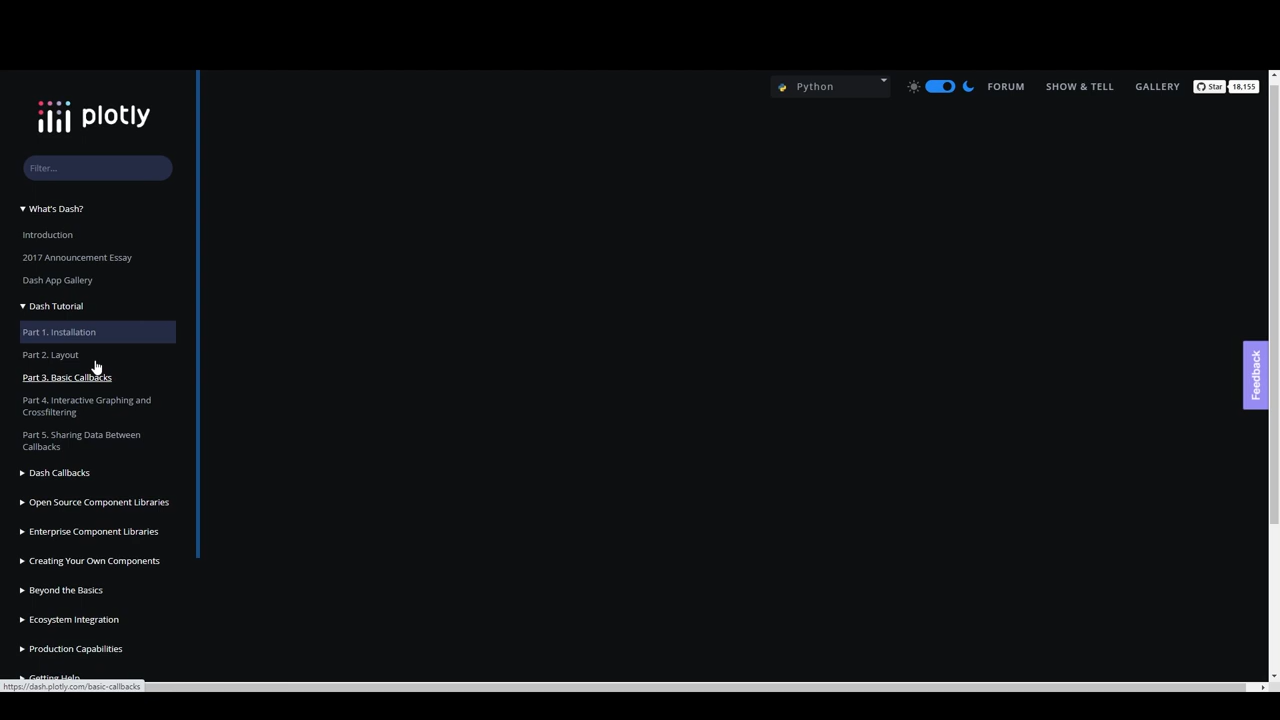 plotly
Python
FORUM
SHOW & TELL
GALLERY
Star
18,155
Filter...
What's Dash?
Introduction
2017 Announcement Essay
Dash App Gallery
Dash Tutorial
Part 1. Installation
Part 2. Layout
Part 3. Basic Callbacks
Part 4. Interactive Graphing and
Crossfiltering
Part 5. Sharing Data Between
Callbacks
Dash Callbacks
Open Source Component Libraries
Enterprise Component Libraries
Creating Your Own Components
Beyond the Basics
Ecosystem Integration
Production Capabilities
Getting Help
https://dash.plotly.com/basic-callbacks
Feedback